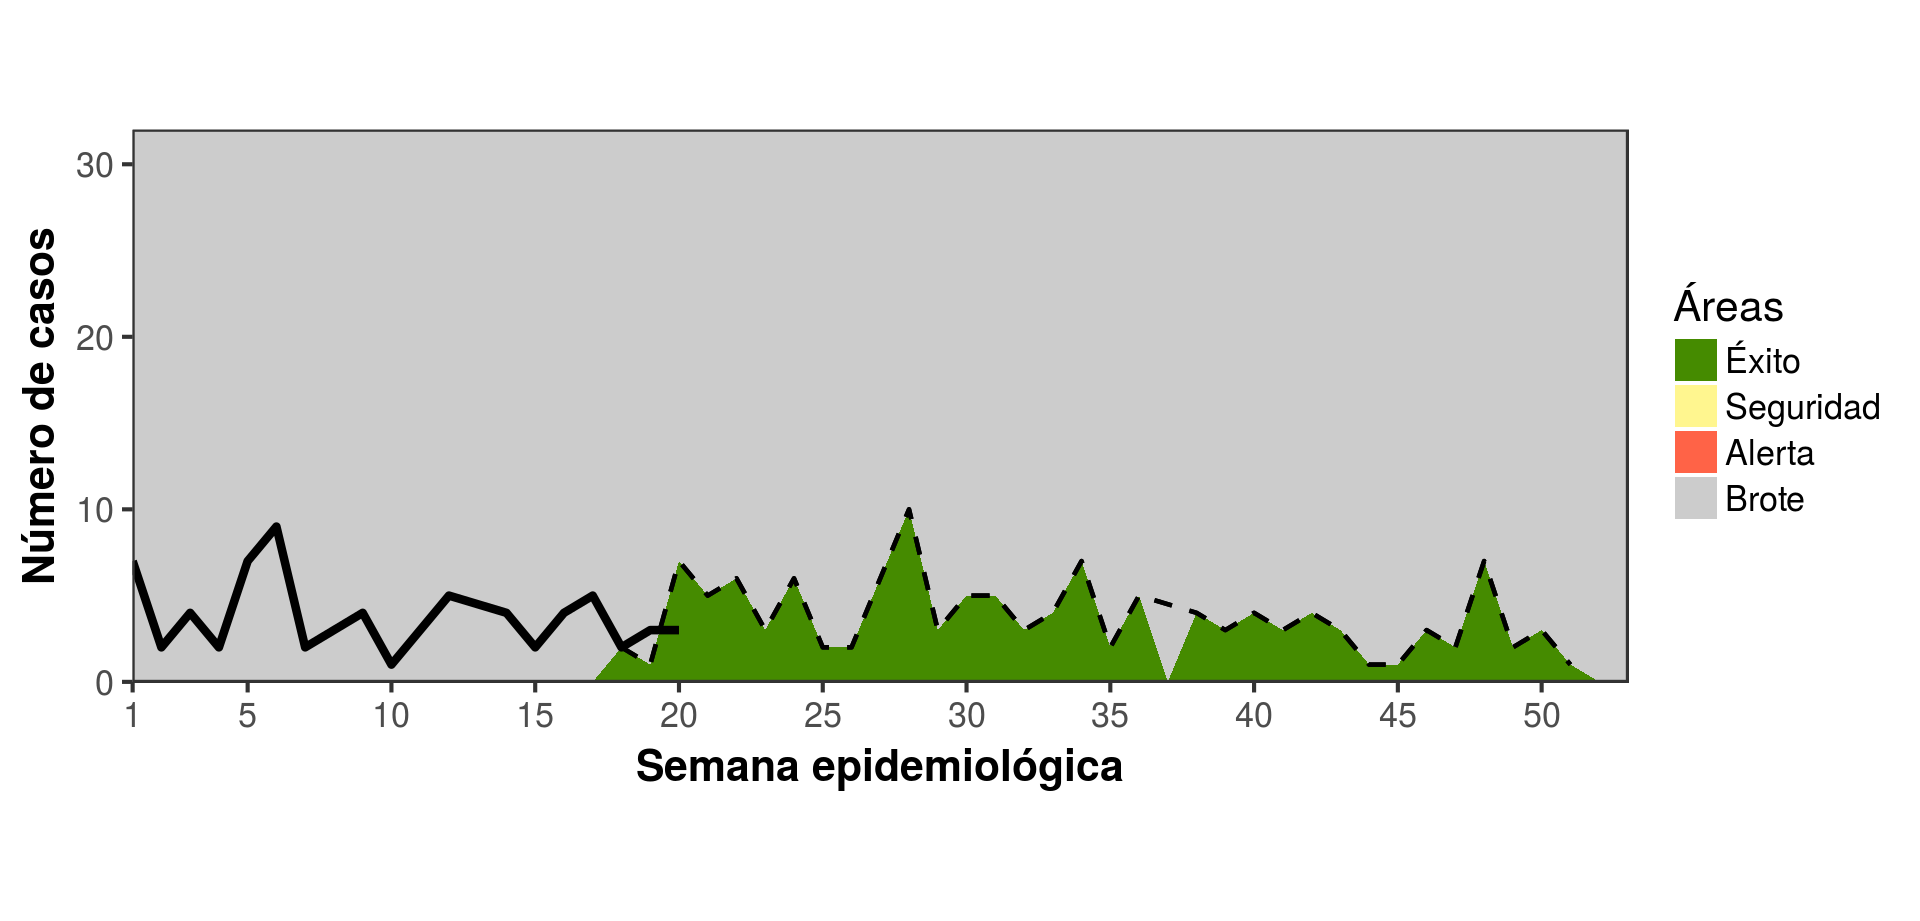 Número de casos
30
20
10
0
1 5 10 15 20 25 30 35 40 45 50
Semana epidemiológica
Áreas
Éxito
Seguridad
Alerta
Brote